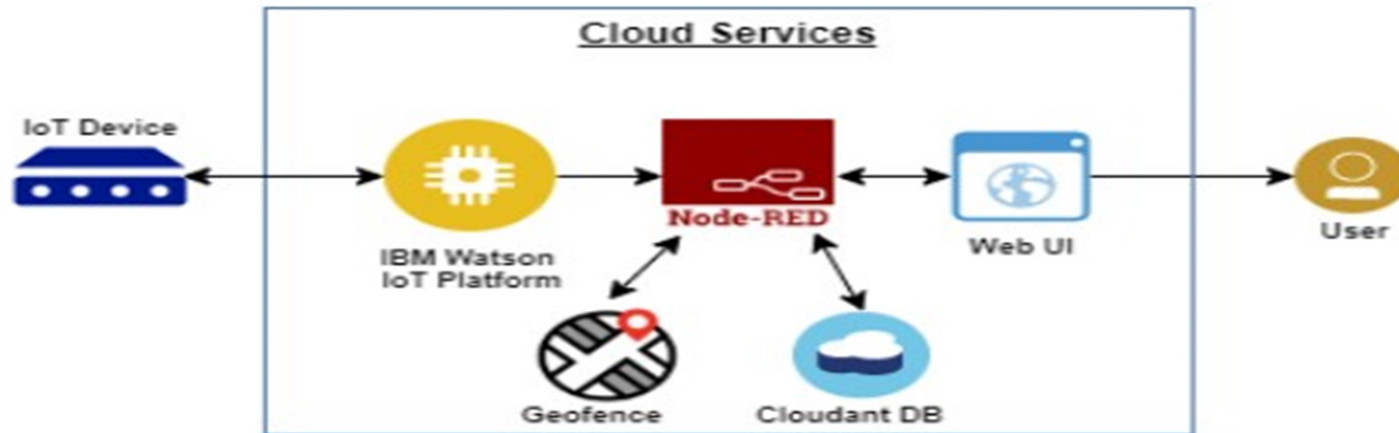 Cloud Services
IoT Device
Node-RED
IBM Watson
IoT Platform
Web UI
User
Geofence
Cloudant DB